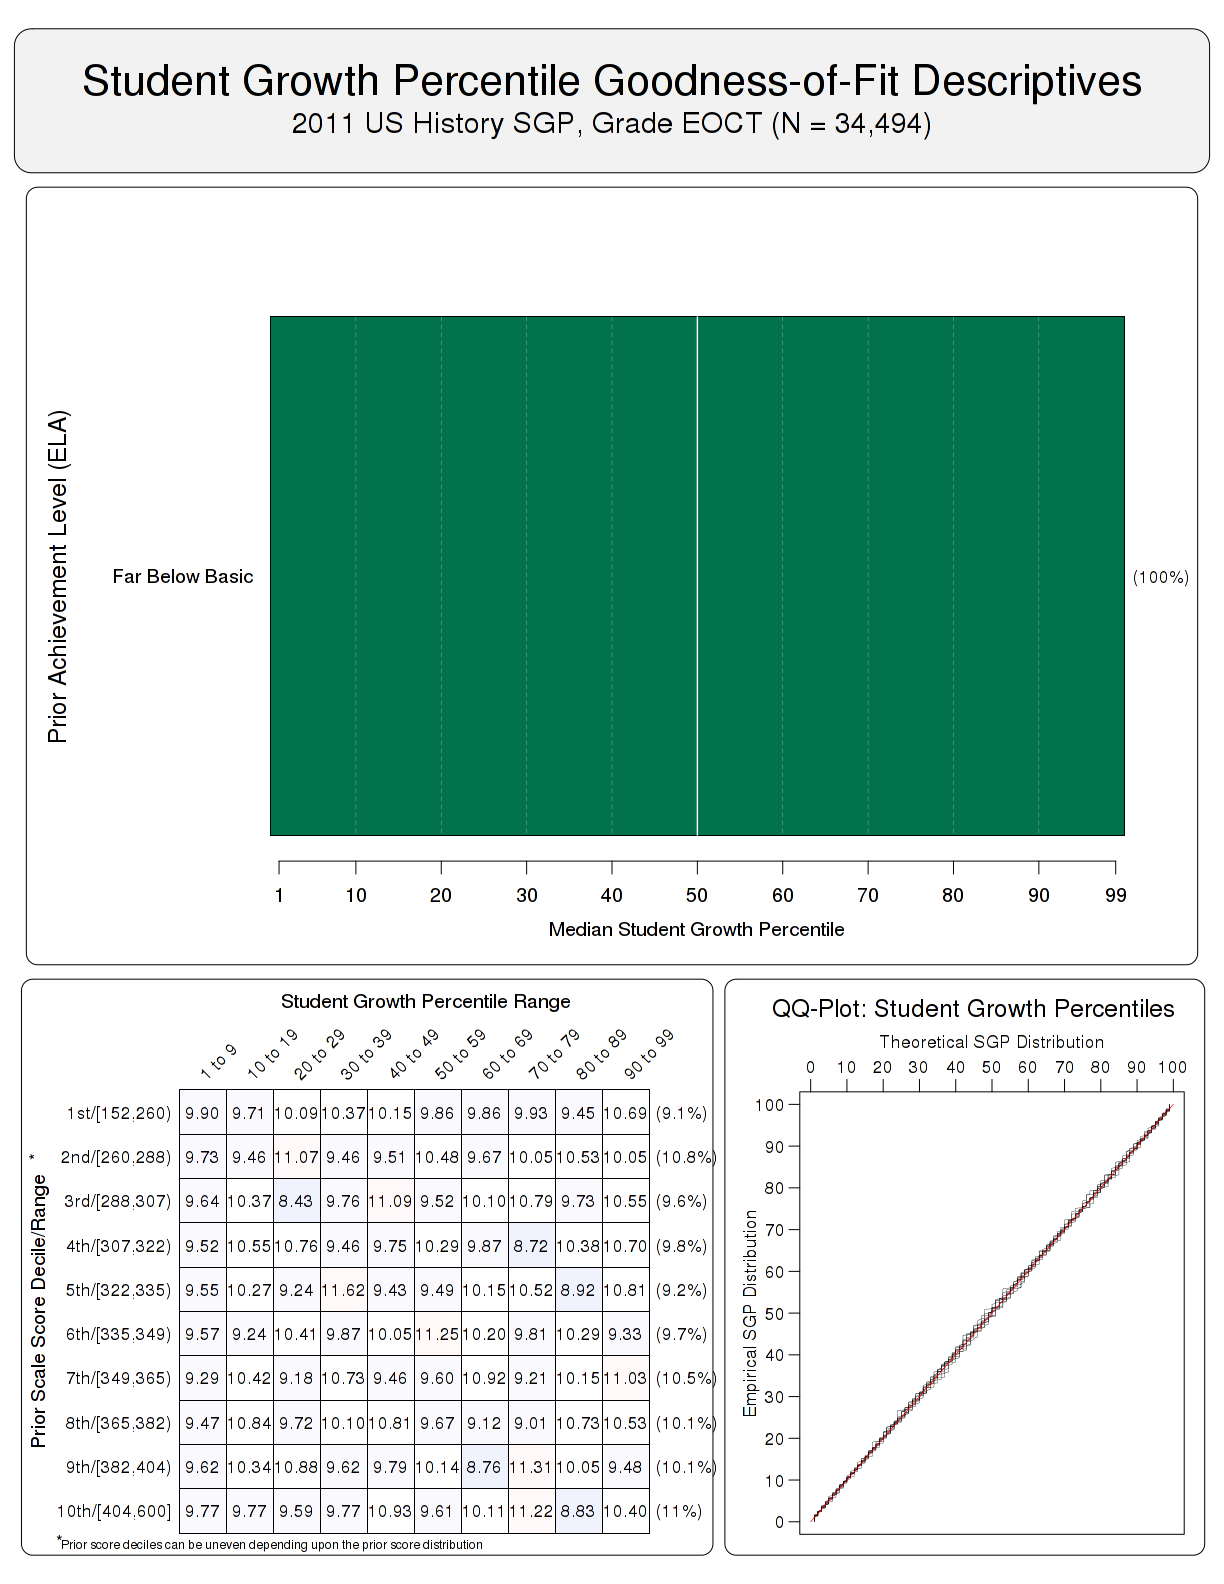 Student Growth Percentile Goodness-of-Fit Descriptives
2011 US History SGP, Grade EOCT (N = 34,494)
Prior Achievement Level (ELA)
Far Below Basic
(100%)
1 10 20 30 40 50 60 70 80 90 99
Median Student Growth Percentile
Student Growth Percentile Range
1 to 9 10 to 19 20 to 29 30 to 39 40 to 49 50 to 59 60 to 69 70 to 79 80 to 89 90 to 99
Prior Scale Score Decile/Range *
1st/[152,260) 9.90 9.71 10.09 10.37 10.15 9.86 9.86 9.93 9.45 10.69 (9.1%)
2nd/[260,288) 9.73 9.46 11.07 9.46 9.51 10.48 9.67 10.05 10.53 10.05 (10.8%)
3rd/[288,307) 9.64 10.37 8.43 9.76 11.09 9.52 10.10 10.79 9.73 10.55 (9.6%)
4th/[307,322) 9.52 10.55 10.76 9.46 9.75 10.29 9.87 8.72 10.38 10.70 (9.8%)
5th/[322,335) 9.55 10.27 9.24 11.62 9.43 9.49 10.15 10.52 8.92 10.81 (9.2%)
6th/[335,349) 9.57 9.24 10.41 9.87 10.05 11.25 10.20 9.81 10.29 9.33 (9.7%)
7th/[349,365) 9.29 10.42 9.18 10.73 9.46 9.60 10.92 9.21 10.15 11.03 (10.5%)
8th/[365,382) 9.47 10.84 9.72 10.10 10.81 9.67 9.12 9.01 10.73 10.53 (10.1%)
9th/[382,404) 9.62 10.34 10.88 9.62 9.79 10.14 8.76 11.31 10.05 9.48 (10.1%)
10th/[404,600] 9.77 9.77 9.59 9.77 10.93 9.61 10.11 11.22 8.83 10.40 (11%)
*Prior score deciles can be uneven depending upon the prior score distribution
QQ-Plot: Student Growth Percentiles
Theoretical SGP Distribution
0 10 20 30 40 50 60 70 80 90 100
Empirical SGP Distribution
100
90
80
70
60
50
40
30
20
10
0